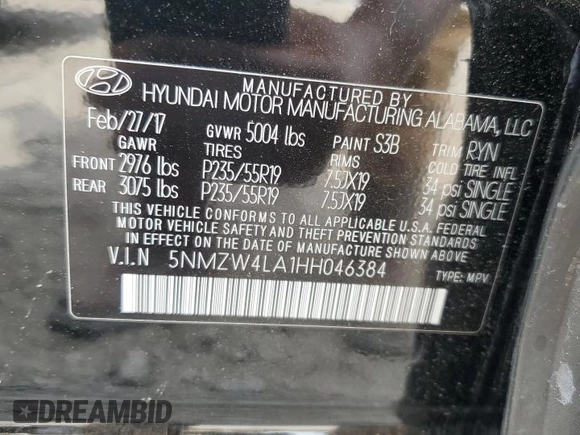 MANUFACTURED BY
HYUNDAI MOTOR MANUFACTURING ALABAMA, LLC
Feb/27/17 GVWR 5004 lbs PAINT S3B TRIM RYN
GAWR TIRES RIMS COLD TIRE INFL
FRONT 2976 lbs P235/55R19 7.5JX19 34 psi SINGLE
REAR 3075 lbs P235/55R19 7.5JX19 34 psi SINGLE
THIS VEHICLE CONFORMS TO ALL APPLICABLE U.S.A. FEDERAL
MOTOR VEHICLE SAFETY AND THEFT PREVENTION STANDARDS
IN EFFECT ON THE DATE OF MANUFACTURE SHOWN ABOVE.
V.I.N 5NMZW4LA1HH046384 TYPE: MPV
DREAMBID